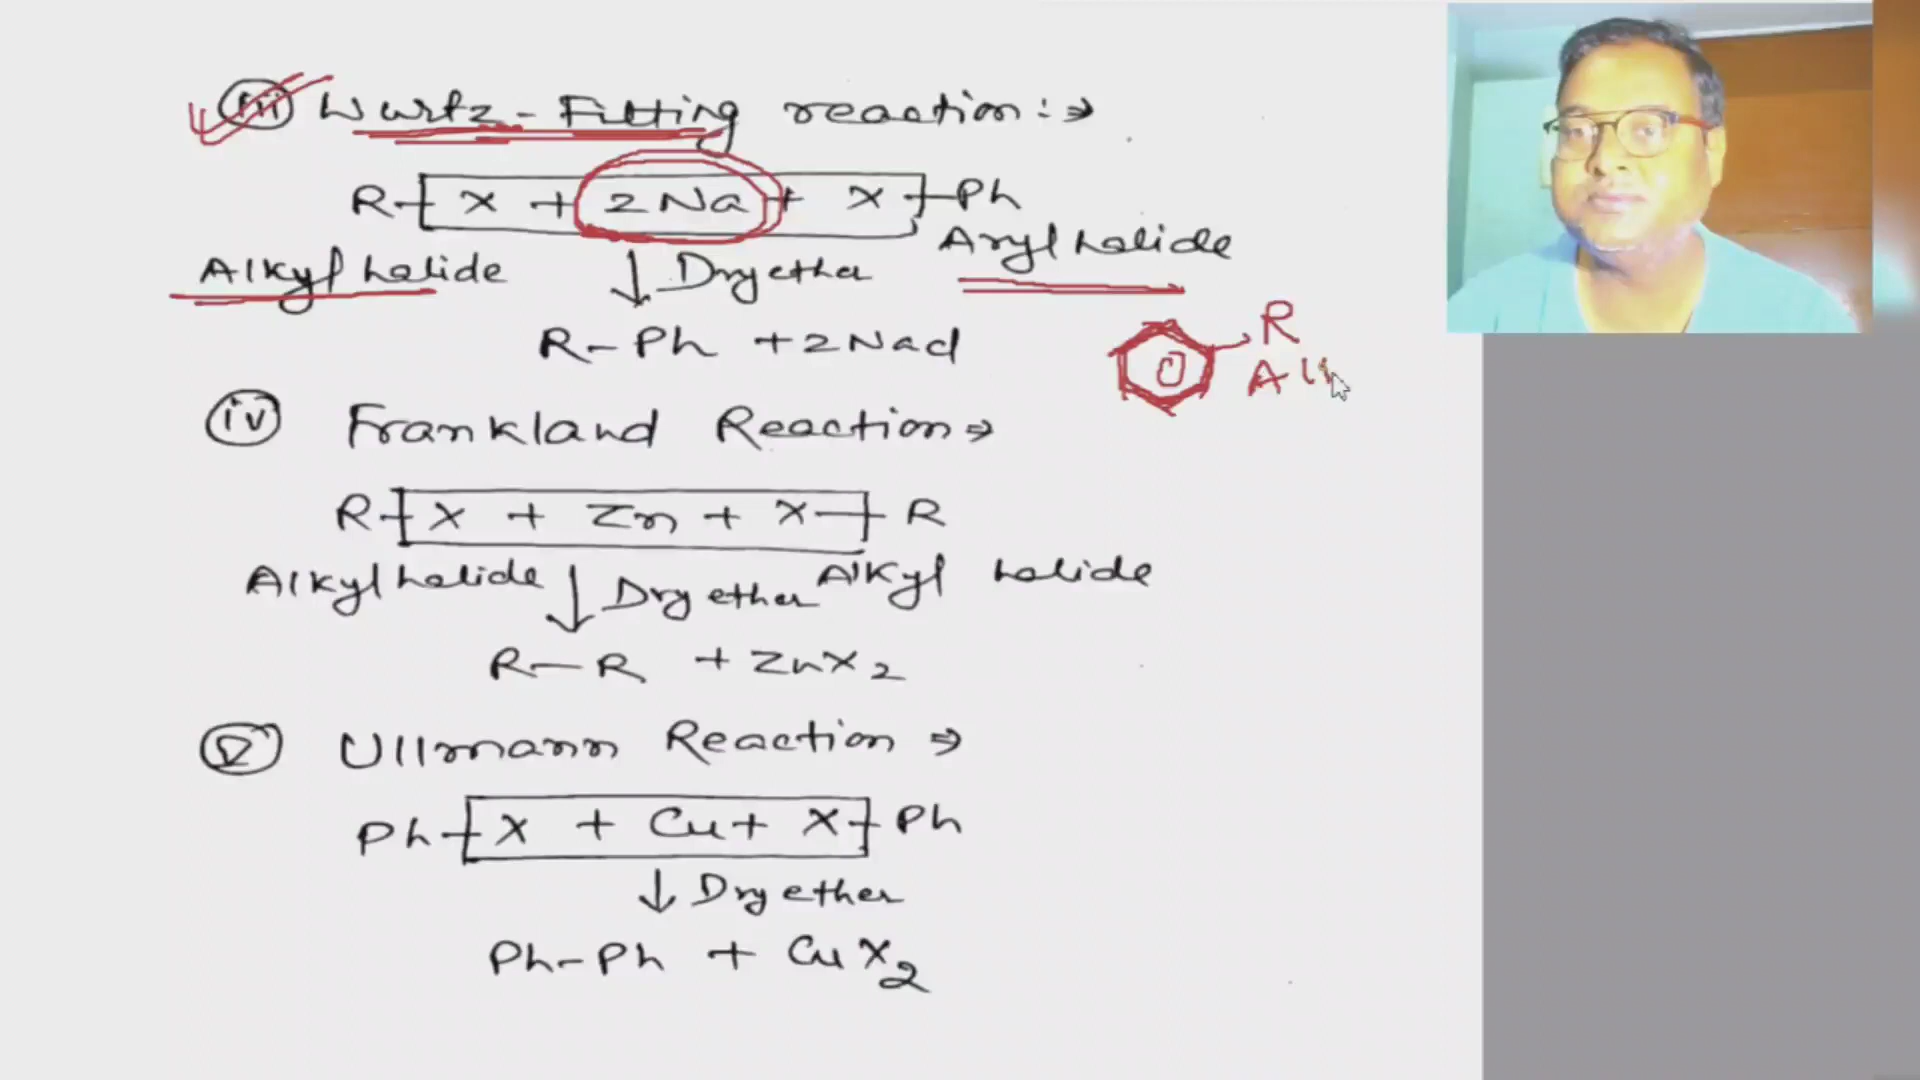 (iii) Wurtz-Fitting reaction:→
R-X + 2Na + X-Ph
Alkyl halide ↓ Dry ether Aryl halide
R-Ph + 2NaCl
R
Al
(iv) Frankland Reaction→
R-X + Zn + X-R
Alkyl halide ↓ Dry ether Alkyl halide
R-R + ZnX2
(V) Ullmann Reaction →
Ph-X + Cu + X-Ph
↓ Dry ether
Ph-Ph + CuX2